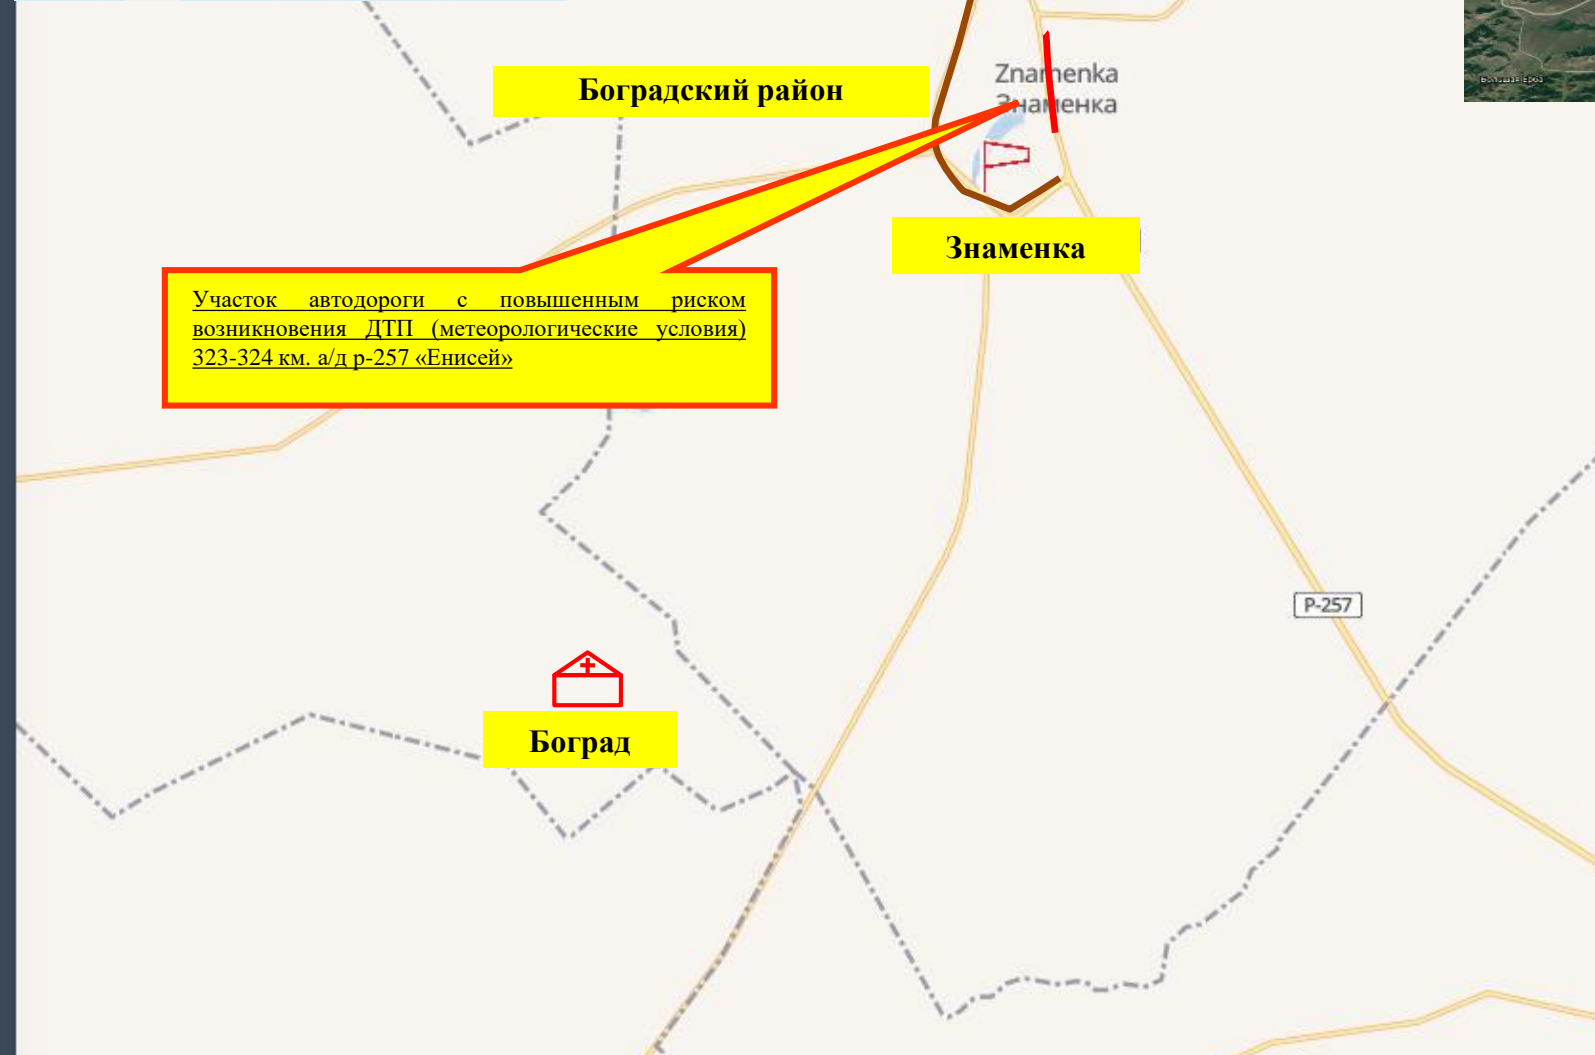 Боградский район
Znamenka
Знаменка
Знаменка
Участок автодороги с повышенным риском
возникновения ДТП (метеорологические условия)
323-324 км. а/д р-257 «Енисей»
P-257
Боград